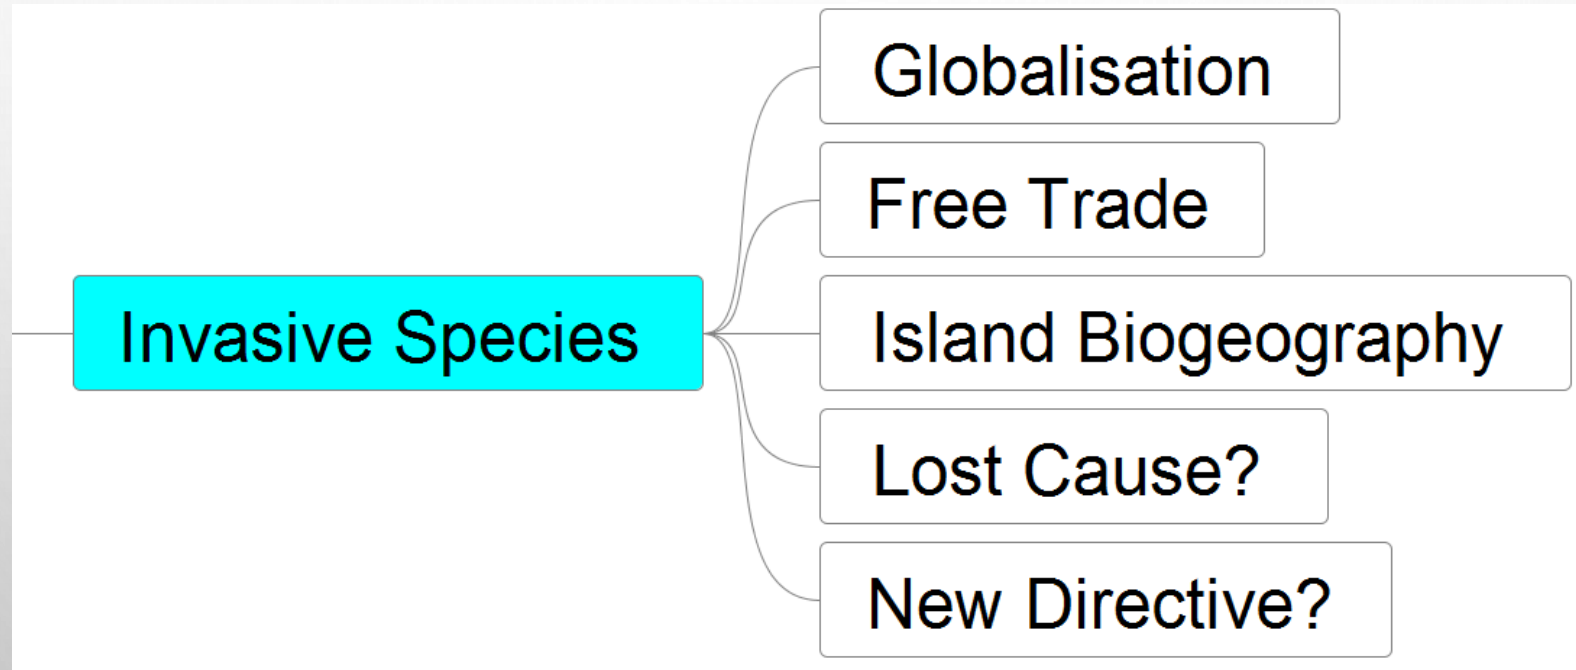 Globalisation
Free Trade
Invasive Species
Island Biogeography
Lost Cause?
New Directive?